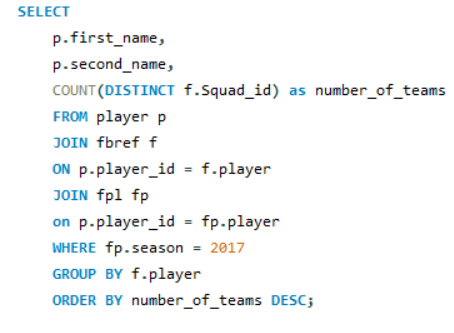 SELECT
p.first_name,
p.second_name,
COUNT(DISTINCT f.Squad_id) as number_of_teams
FROM player p
JOIN fbref f
ON p.player_id = f.player
JOIN fpl fp
on p.player_id = fp.player
WHERE fp.season = 2017
GROUP BY f.player
ORDER BY number_of_teams DESC;